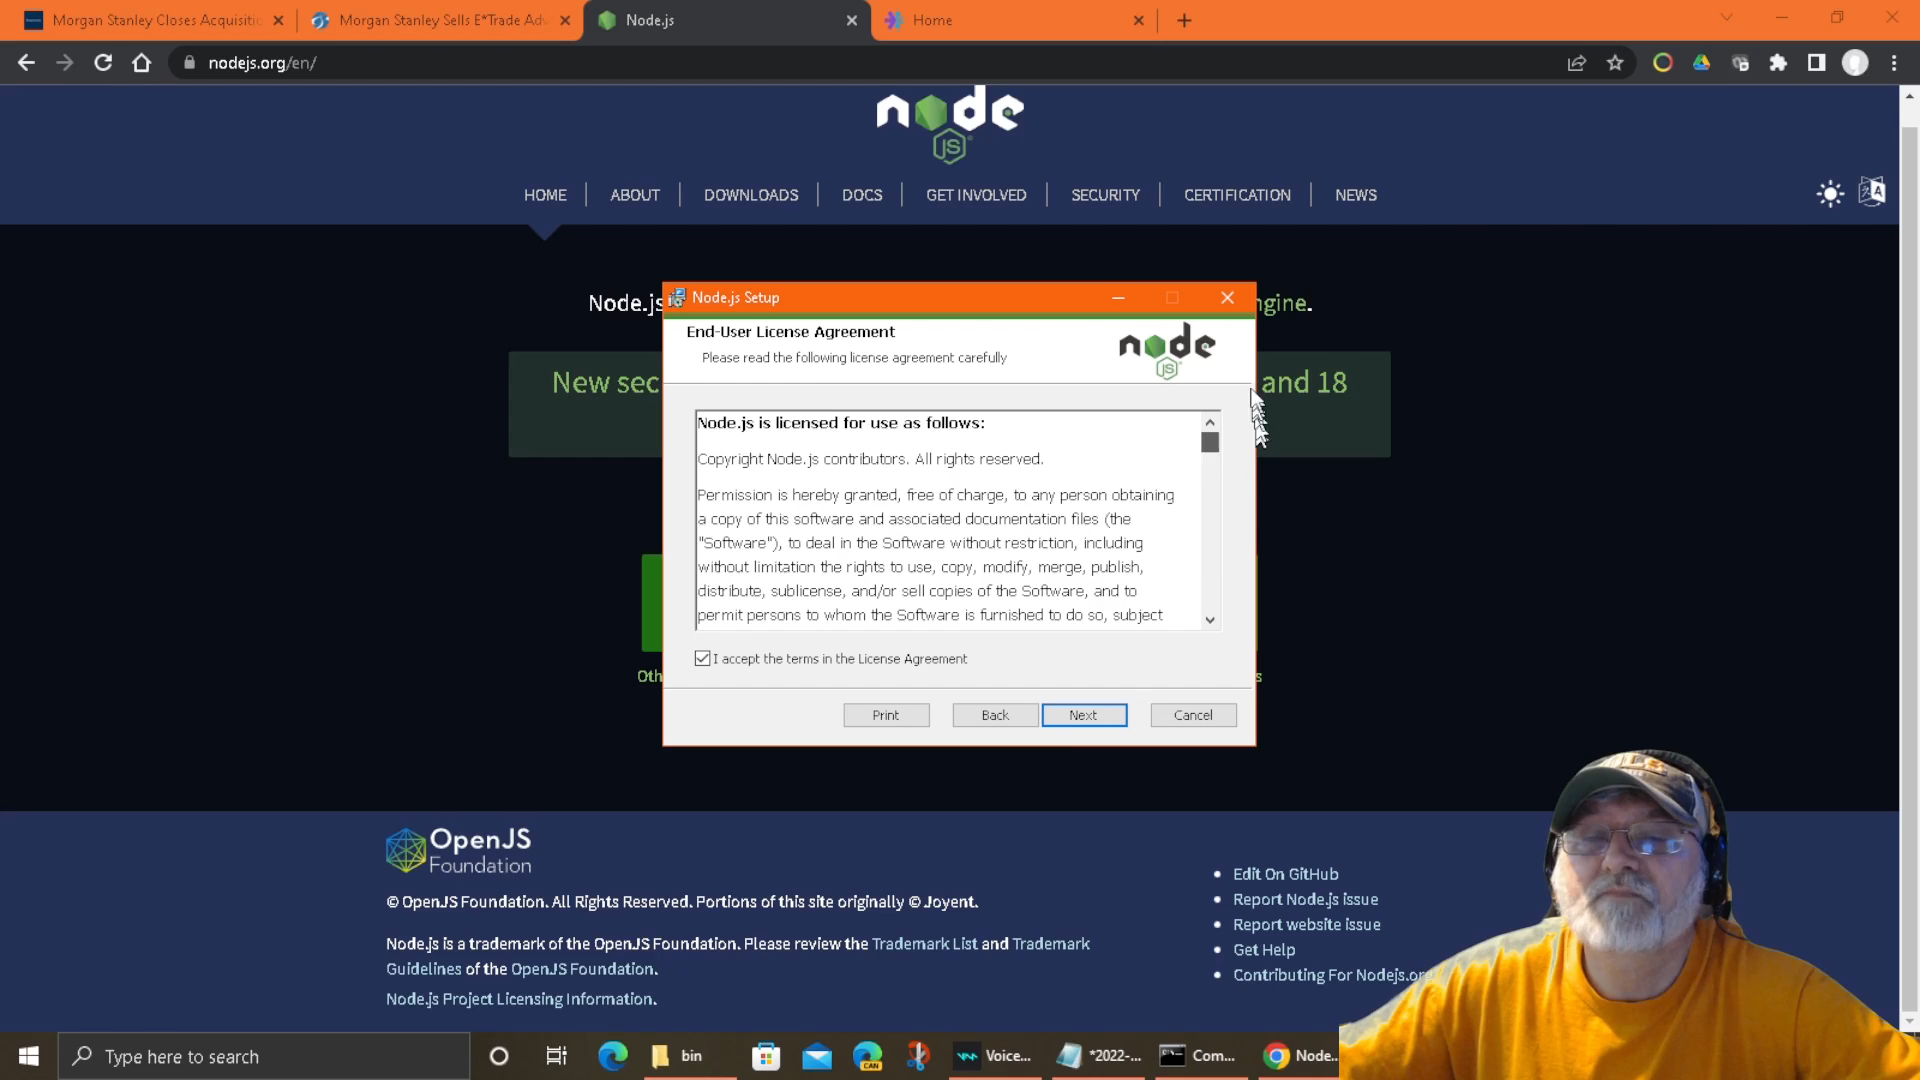 Morgan Stanley Closes Acquisitio
Morgan Stanley Sells E*Trade Adv
Node.js
Home
nodejs.org/en/
node
JS
HOME
ABOUT
DOWNLOADS
DOCS
GET INVOLVED
SECURITY
CERTIFICATION
NEWS
Node.js
ngine.
New sec
and 18
Node.js Setup
End-User License Agreement
Please read the following license agreement carefully
node
JS
Node.js is licensed for use as follows:
Copyright Node.js contributors. All rights reserved.
Permission is hereby granted, free of charge, to any person obtaining
a copy of this software and associated documentation files (the
"Software"), to deal in the Software without restriction, including
without limitation the rights to use, copy, modify, merge, publish,
distribute, sublicense, and/or sell copies of the Software, and to
permit persons to whom the Software is furnished to do so, subject
I accept the terms in the License Agreement
Oth
s
Print
Back
Next
Cancel
OpenJS
Foundation
© OpenJS Foundation. All Rights Reserved. Portions of this site originally © Joyent.
Node.js is a trademark of the OpenJS Foundation. Please review the Trademark List and Trademark
Guidelines of the OpenJS Foundation.
Node.js Project Licensing Information.
Edit On GitHub
Report Node.js issue
Report website issue
Get Help
Contributing For Nodejs.org
Type here to search
bin
CAN
Voice...
*2022-...
Com...
Node...